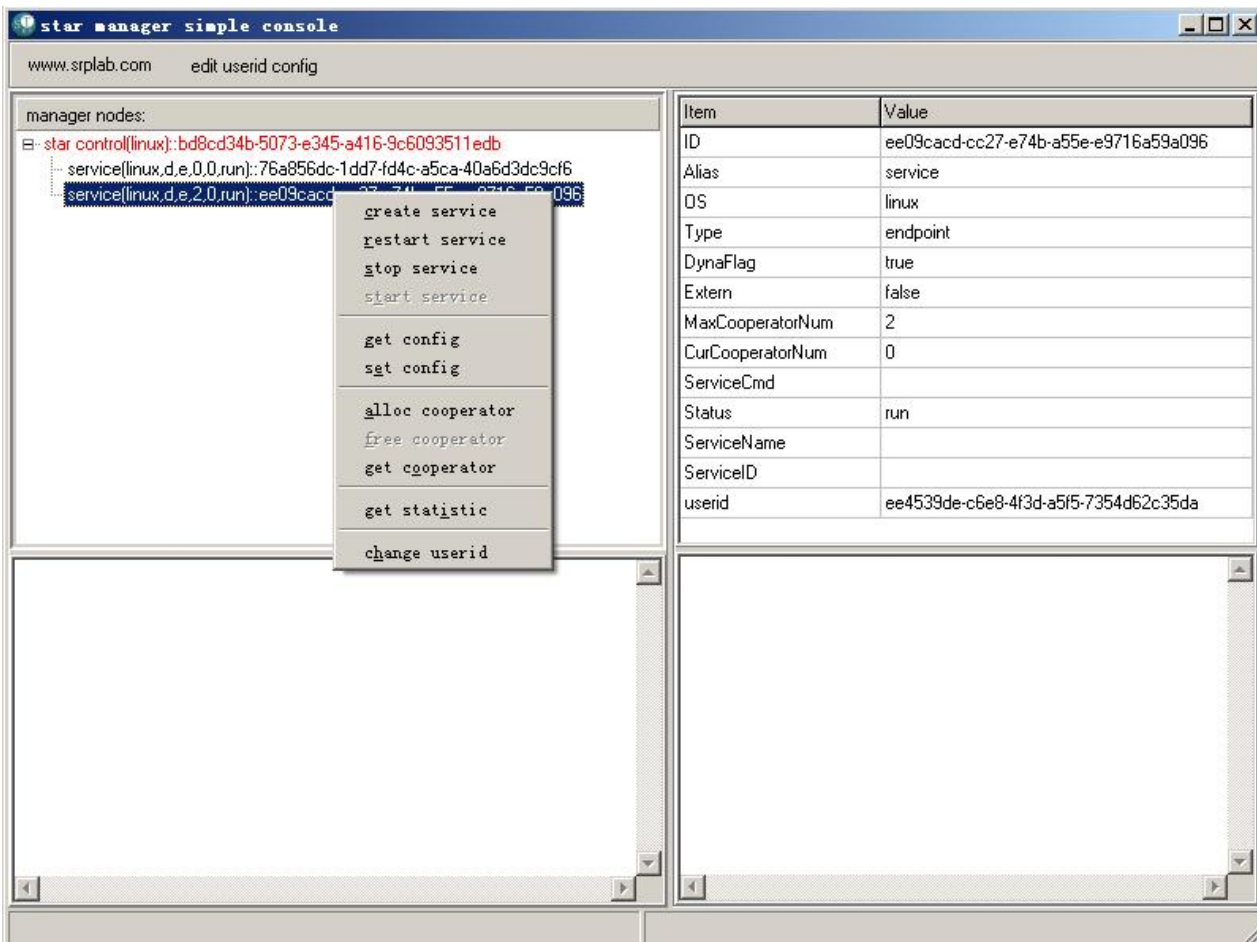 star manager simple console
www.srplab.com edit userid config
manager nodes:
star control(linux)::bd8cd34b-5073-e345-a416-9c6093511edb
service(linux,d,e,0,0,run)::76a856dc-1dd7-fd4c-a5ca-40a6d3dc9cf6
service(linux,d,e,2,0,run)::ee09cacd
create service
restart service
stop service
start service
get config
set config
alloc cooperator
free cooperator
get cooperator
get statistic
change userid
Item Value
ID ee09cacd-cc27-e74b-a55e-e9716a59a096
Alias service
OS linux
Type endpoint
DynaFlag true
Extern false
MaxCooperatorNum 2
CurCooperatorNum 0
ServiceCmd
Status run
ServiceName
ServiceID
userid ee4539de-c6e8-4f3d-a5f5-7354d62c35da